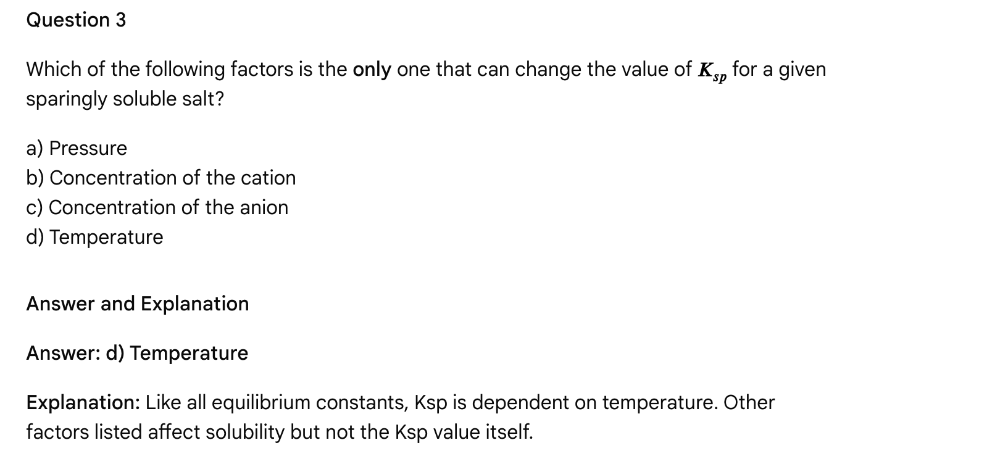 Question 3
Which of the following factors is the only one that can change the value of K_sp for a given
sparingly soluble salt?
a) Pressure
b) Concentration of the cation
c) Concentration of the anion
d) Temperature
Answer and Explanation
Answer: d) Temperature
Explanation: Like all equilibrium constants, Ksp is dependent on temperature. Other
factors listed affect solubility but not the Ksp value itself.